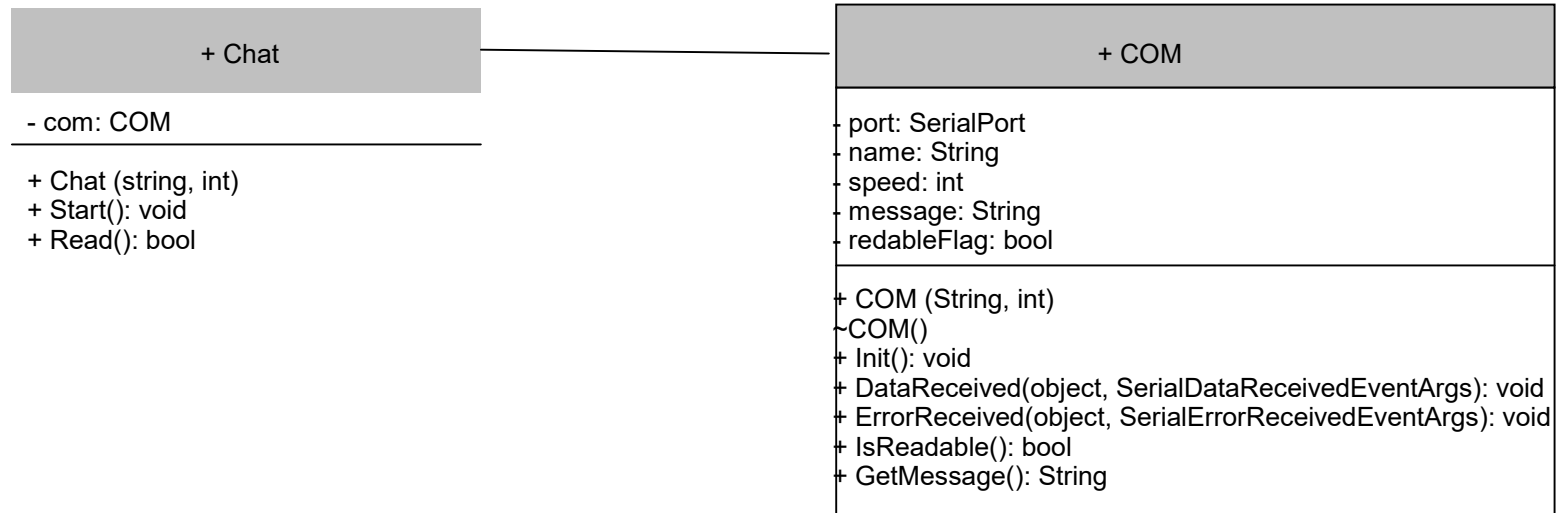 + Chat
- com: COM
+ Chat (string, int)
+ Start(): void
+ Read(): bool
+ COM
- port: SerialPort
- name: String
- speed: int
- message: String
- redableFlag: bool
+ COM (String, int)
~COM()
+ Init(): void
+ DataReceived(object, SerialDataReceivedEventArgs): void
+ ErrorReceived(object, SerialErrorReceivedEventArgs): void
+ IsReadable(): bool
+ GetMessage(): String